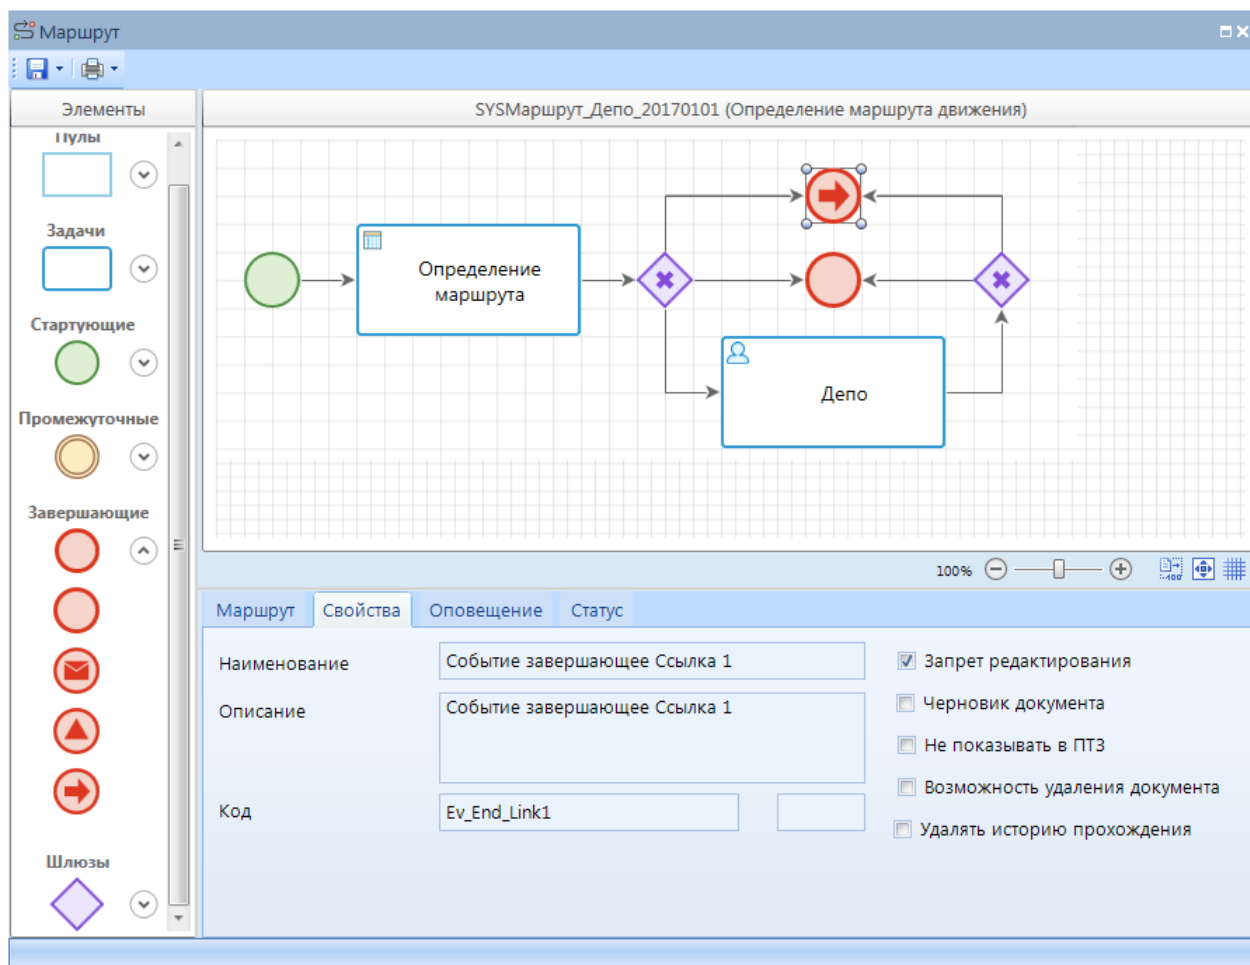 Маршрут
Элементы
SYSМаршрут_Депо_20170101 (Определение маршрута движения)
Пулы
Задачи
Стартующие
Промежуточные
Завершающие
Шлюзы
Определение
маршрута
Депо
100%
Маршрут Свойства Оповещение Статус
Наименование
Событие завершающее Ссылка 1
Запрет редактирования
Описание
Событие завершающее Ссылка 1
Черновик документа
Не показывать в ПТЗ
Возможность удаления документа
Код
Ev_End_Link1
Удалять историю прохождения